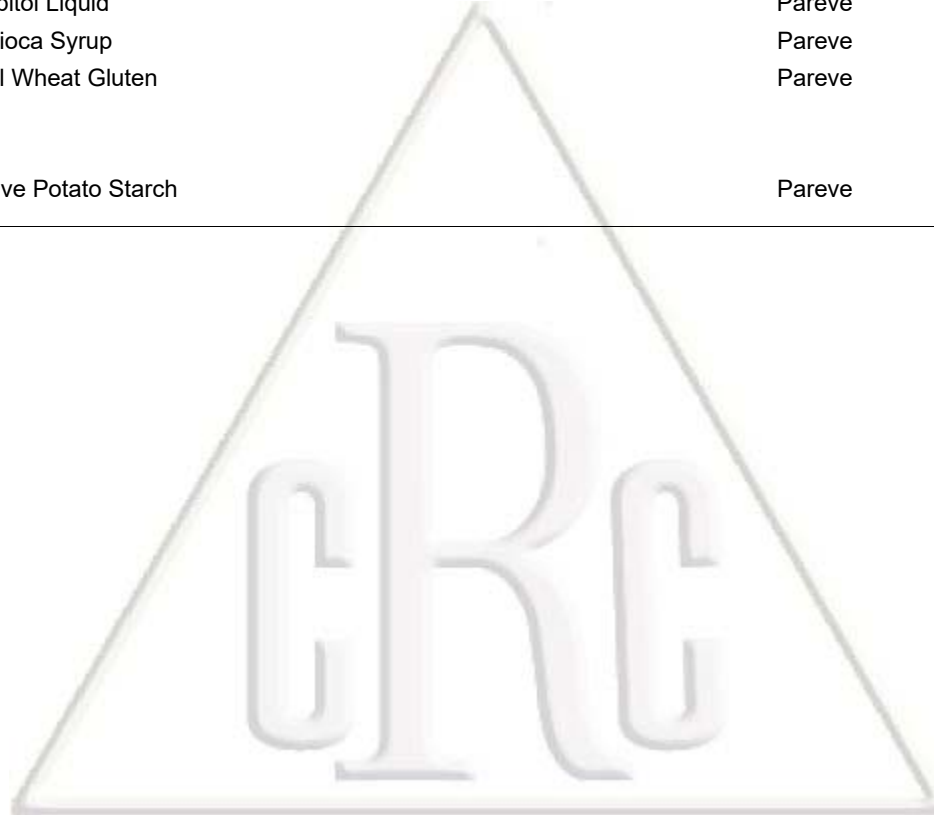 bitol Liquid Pareve
ioca Syrup Pareve
l Wheat Gluten Pareve
ve Potato Starch Pareve
cRc